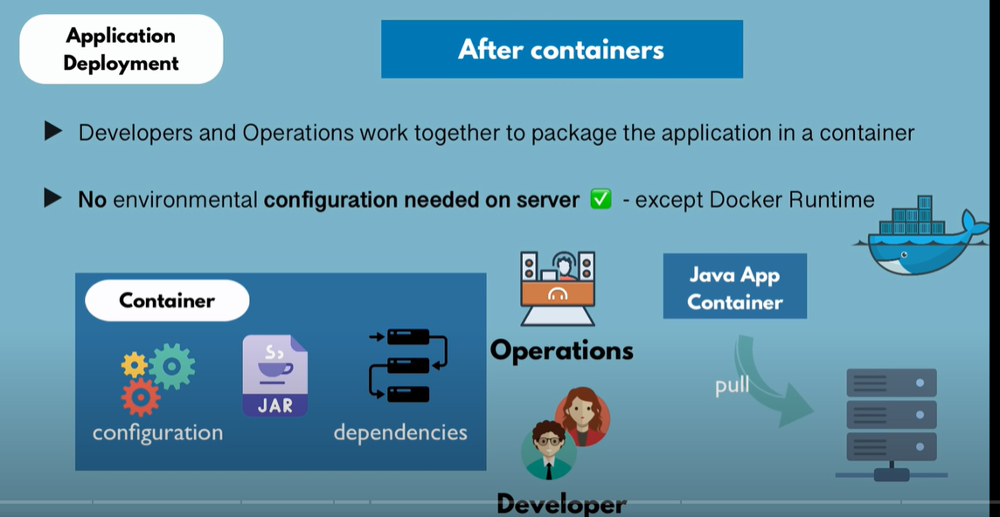 Application
Deployment
After containers
Developers and Operations work together to package the application in a container
No environmental configuration needed on server ✅ - except Docker Runtime
Container
JAR
configuration
dependencies
Operations
Developer
Java App
Container
pull